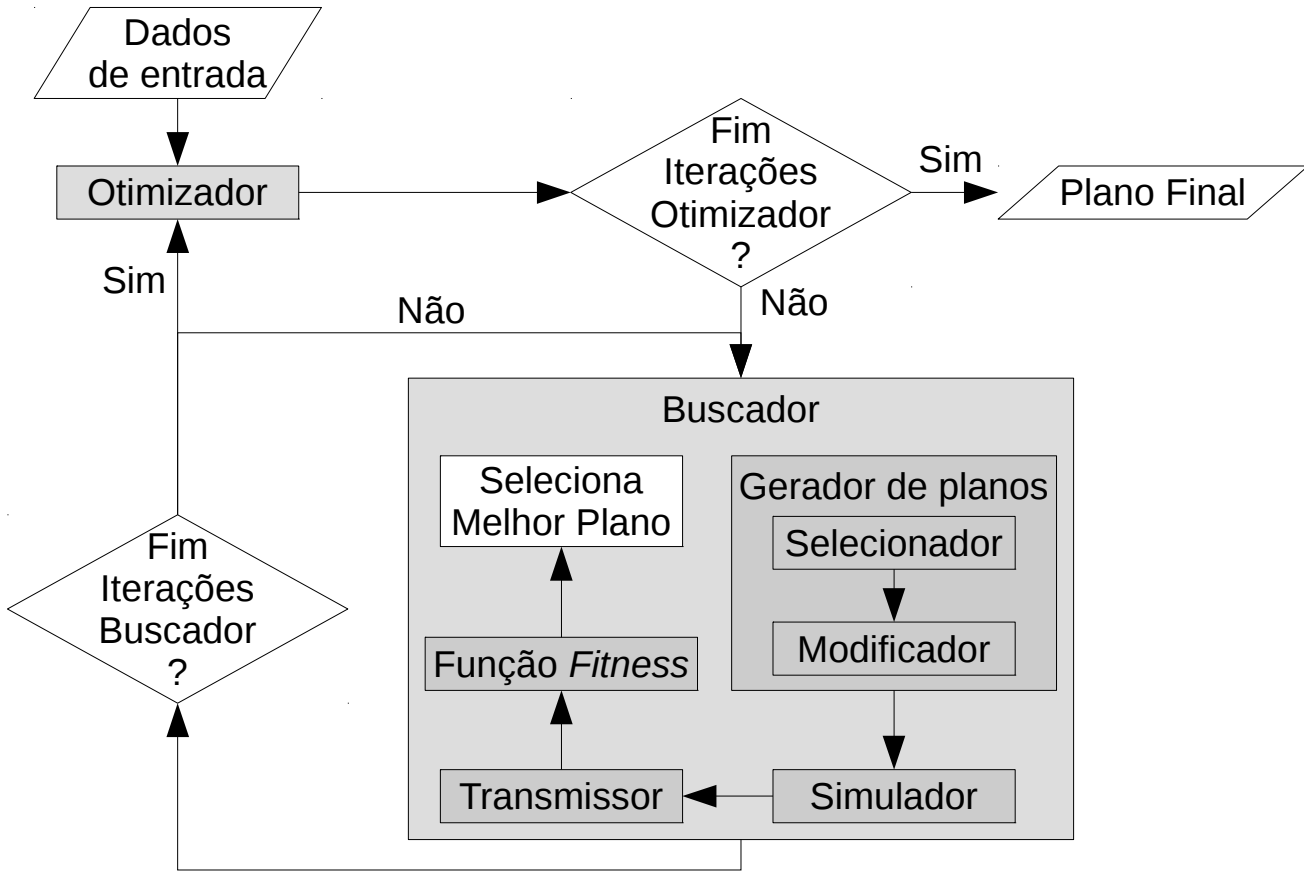 Dados
de entrada
Otimizador
Fim
Iterações
Otimizador
?
Sim
Plano Final
Sim
Não
Não
Buscador
Seleciona
Melhor Plano
Gerador de planos
Selecionador
Modificador
Fim
Iterações
Buscador
?
Função Fitness
Transmissor
Simulador